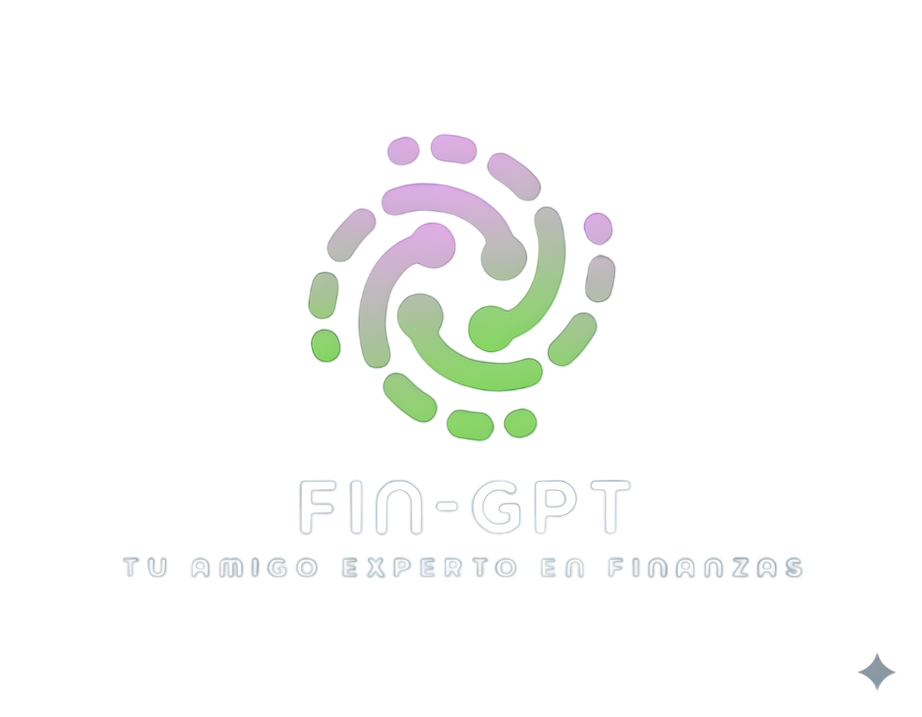 FIN-GPT
TU AMIGO EXPERTO EN FINANZAS